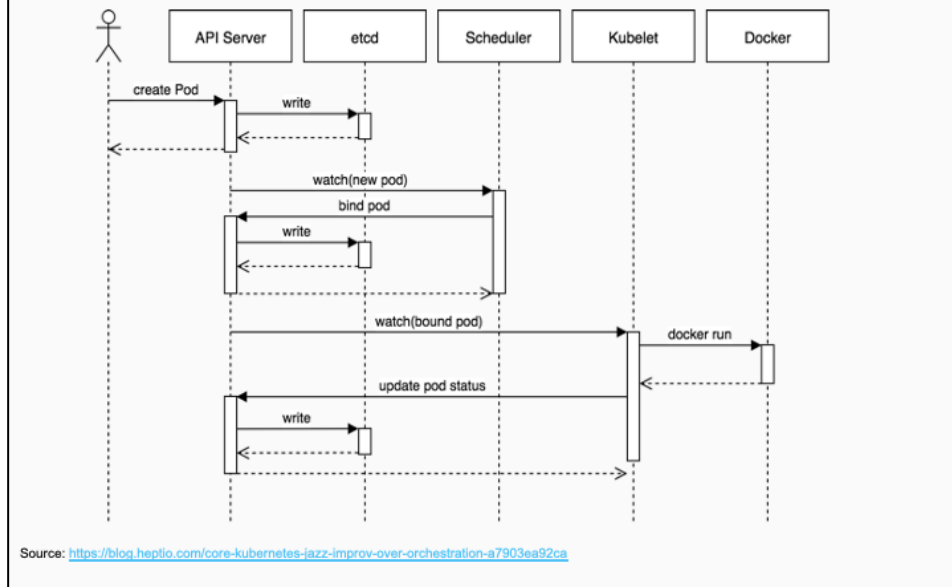 API Server
etcd
Scheduler
Kubelet
Docker
create Pod
write
watch(new pod)
bind pod
write
watch(bound pod)
docker run
update pod status
write
Source: https://blog.heptio.com/core-kubernetes-jazz-improv-over-orchestration-a7903ea92ca